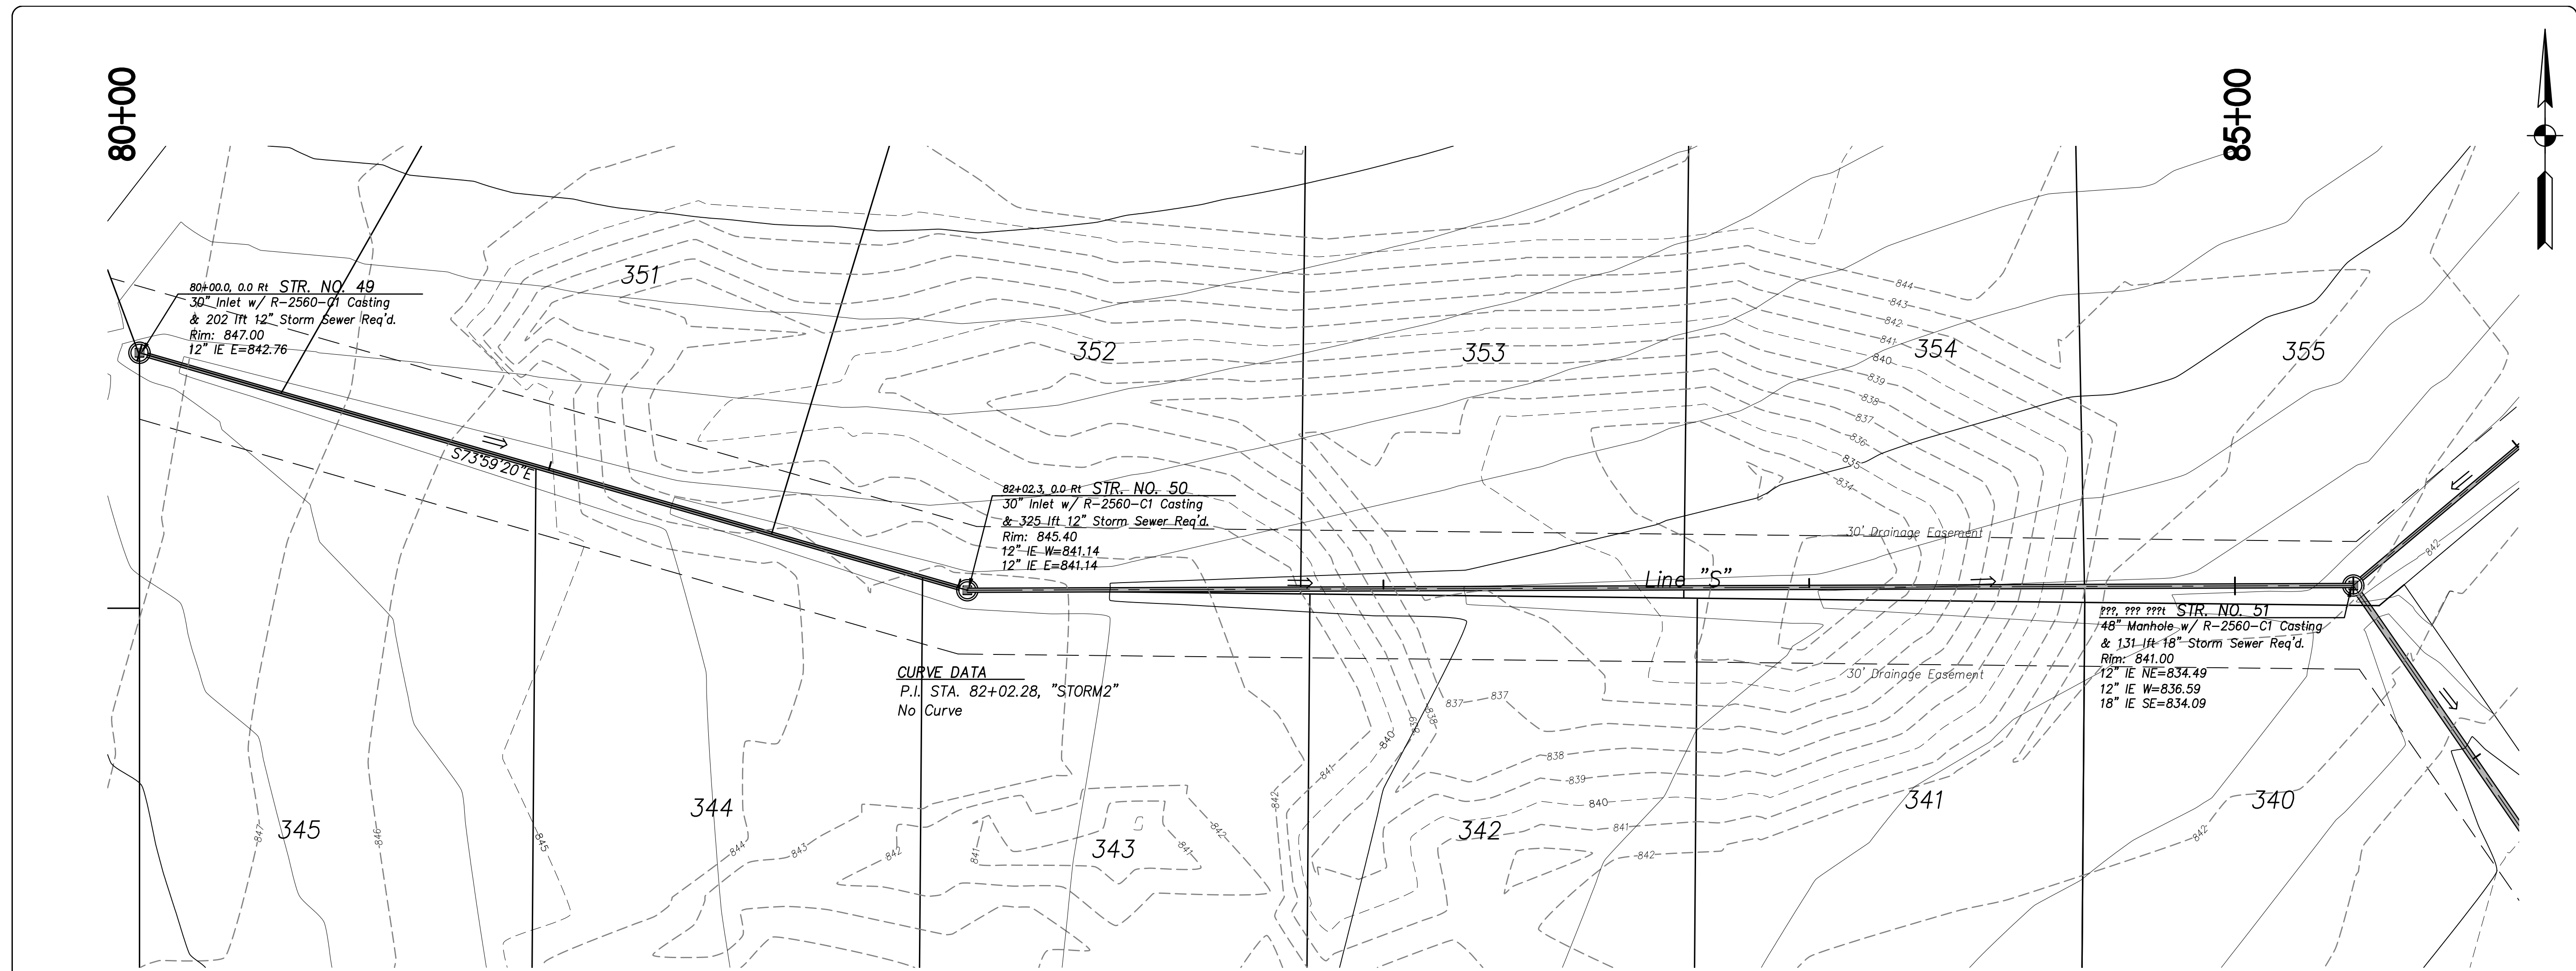 80+00
85+00
351
352
353
354
355
80+00.0, 0.0 Rt STR. NO. 49
30" Inlet w/ R-2560-C1 Casting
& 202 lft 12" Storm Sewer Req'd.
Rim: 847.00
12" IE E=842.76
S73°59'20"E
82+02.3, 0.0 Rt STR. NO. 50
30" Inlet w/ R-2560-C1 Casting
& 325 lft 12" Storm Sewer Req'd.
Rim: 845.40
12" IE W=841.14
12" IE E=841.14
844
843
842
841
840
839
838
837
836
835
834
30' Drainage Easement
Line "S"
842
???, ??? ???t STR. NO. 51
48" Manhole w/ R-2560-C1 Casting
& 131 lft 18" Storm Sewer Req'd.
Rim: 841.00
12" IE NE=834.49
12" IE W=836.59
18" IE SE=834.09
30' Drainage Easement
CURVE DATA
P.I. STA. 82+02.28, "STORM2"
No Curve
837
837
838
839
840
841
842
838
839
840
841
842
847
846
845
844
843
842
841
841
842
842
345
344
343
342
341
340